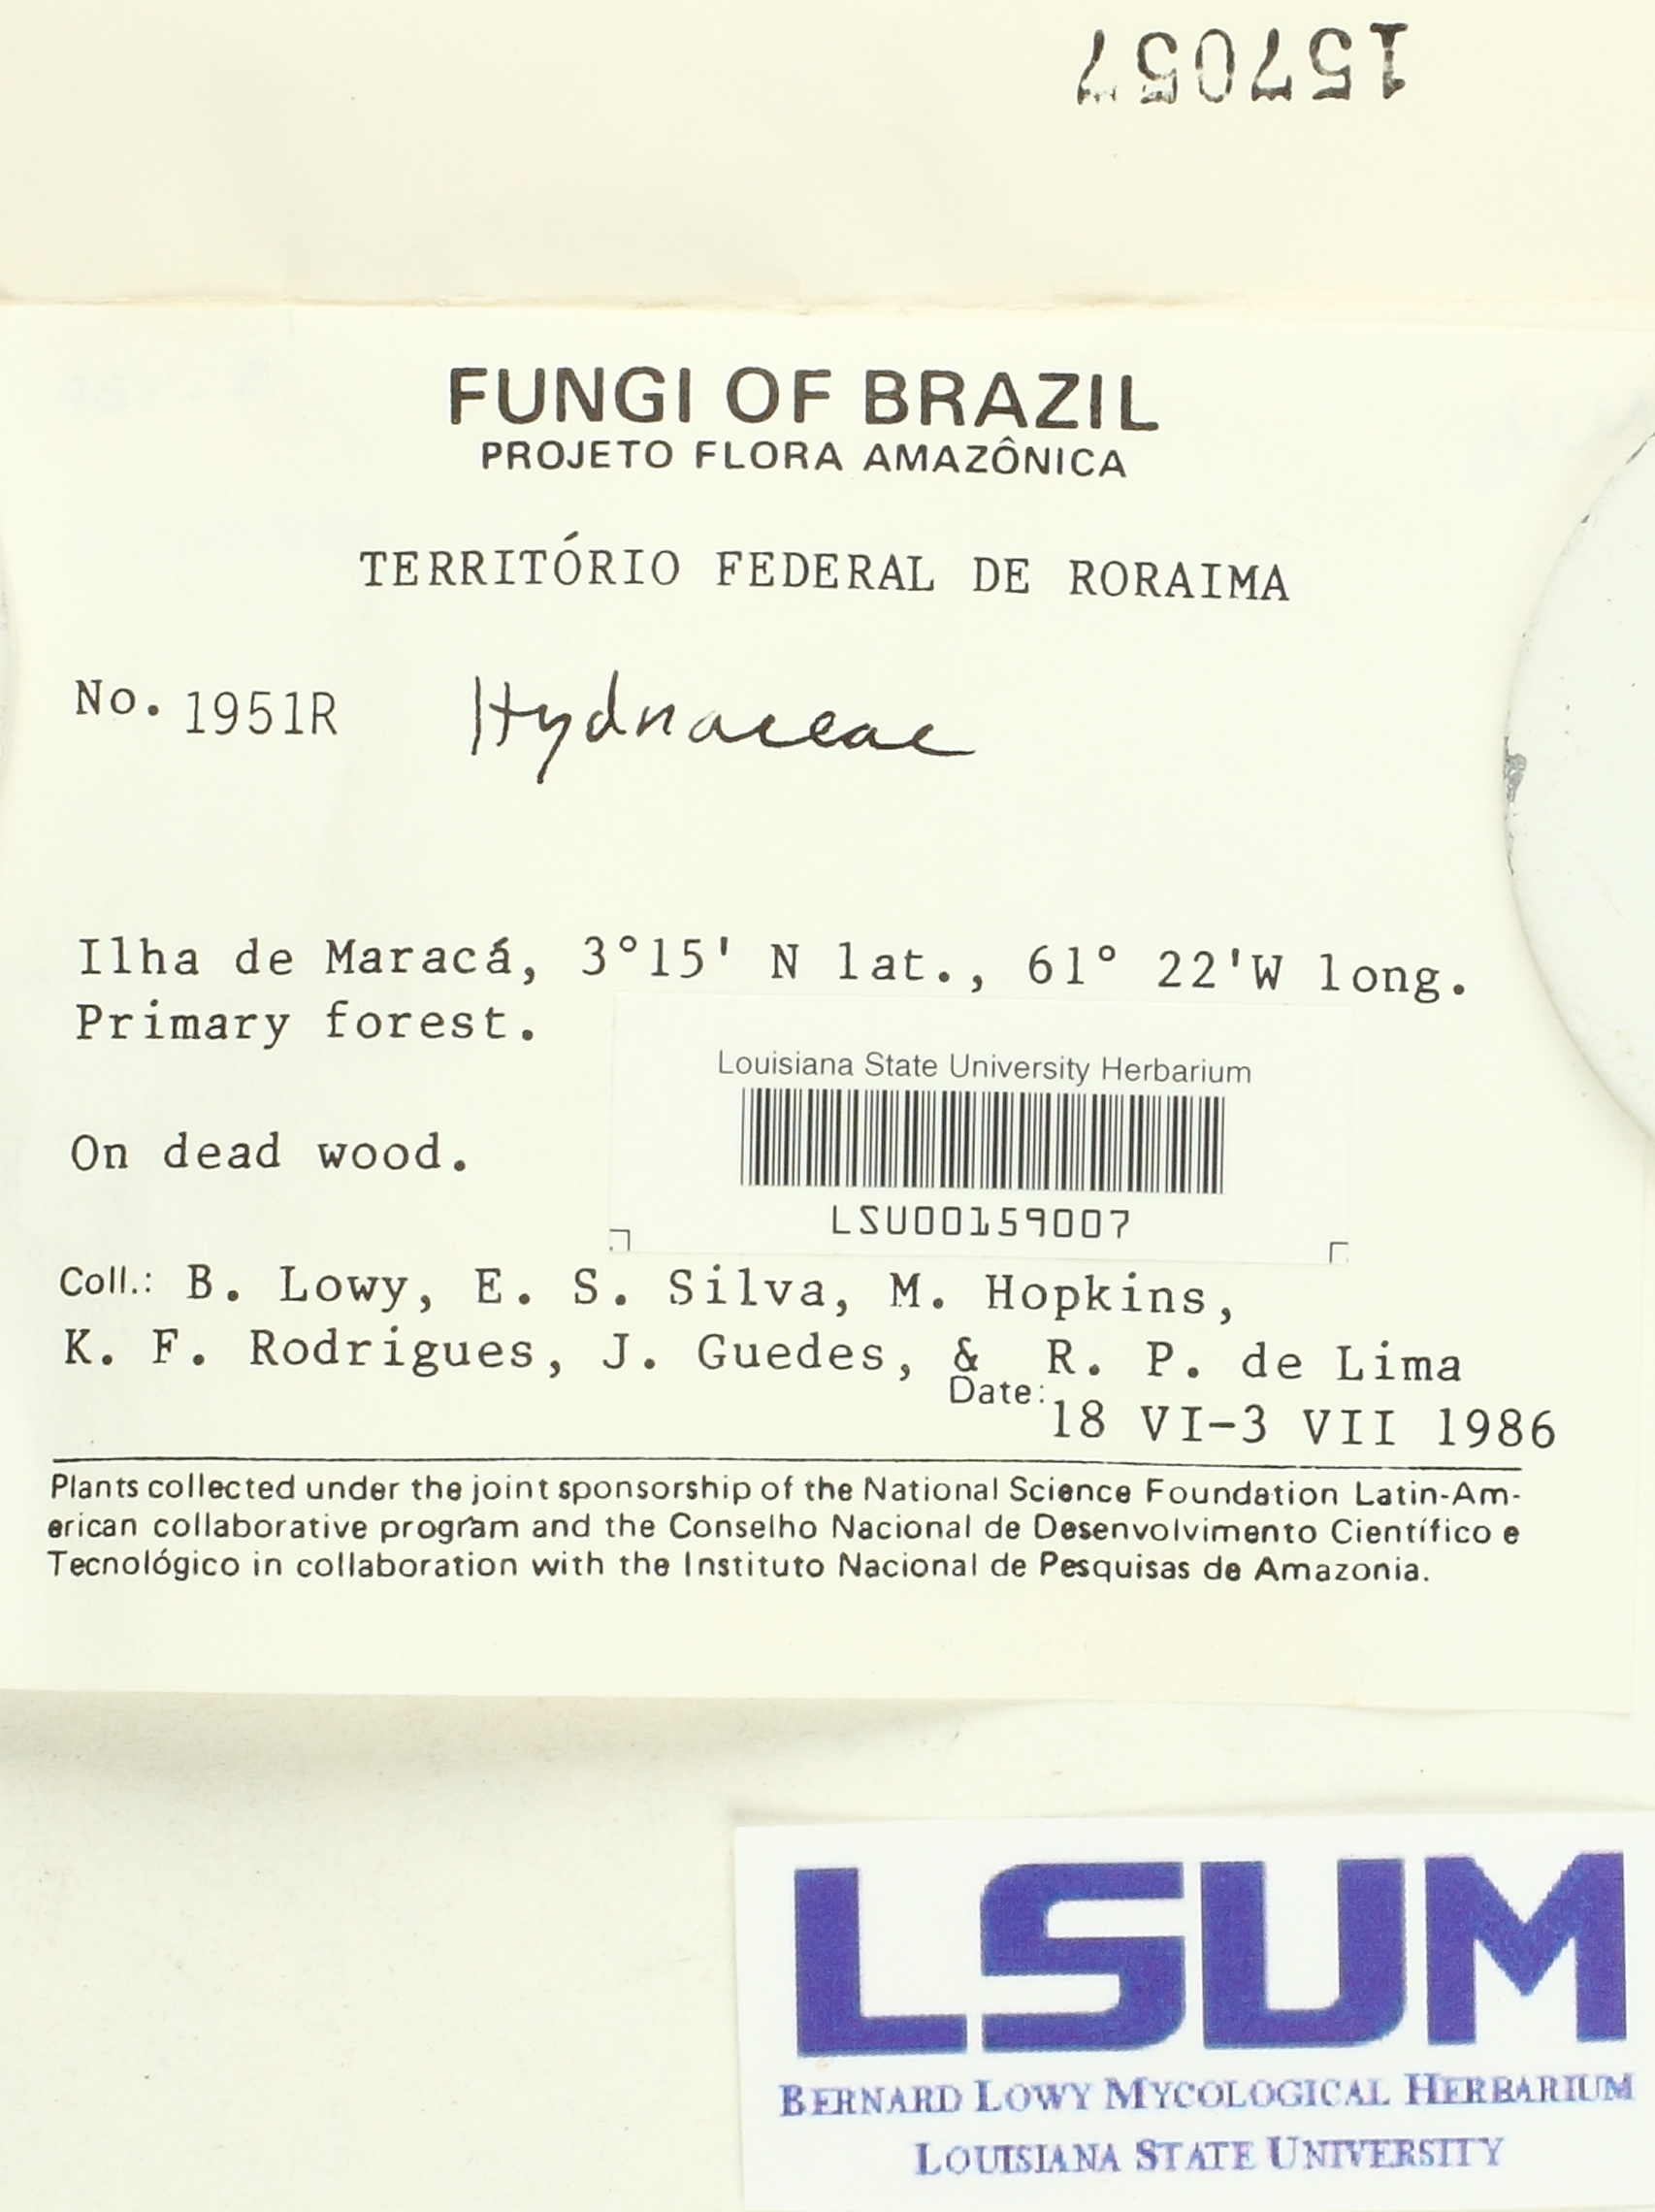 157057
FUNGI OF BRAZIL
PROJETO FLORA AMAZÔNICA
TERRITÓRIO FEDERAL DE RORAIMA
No. 1951R Hydnaceae
Ilha de Maracá, 3°15' N lat., 61° 22'W long.
Primary forest.
Louisiana State University Herbarium
On dead wood.
LSU00159007
Coll.: B. Lowy, E. S. Silva, M. Hopkins,
K. F. Rodrigues, J. Guedes, & R. P. de Lima
Date: 18 VI-3 VII 1986
Plants collected under the joint sponsorship of the National Science Foundation Latin-Am-
erican collaborative program and the Conselho Nacional de Desenvolvimento Científico e
Tecnológico in collaboration with the Instituto Nacional de Pesquisas de Amazonia.
LSUM
BERNARD LOWY MYCOLOGICAL HERBARIUM
LOUISIANA STATE UNIVERSITY